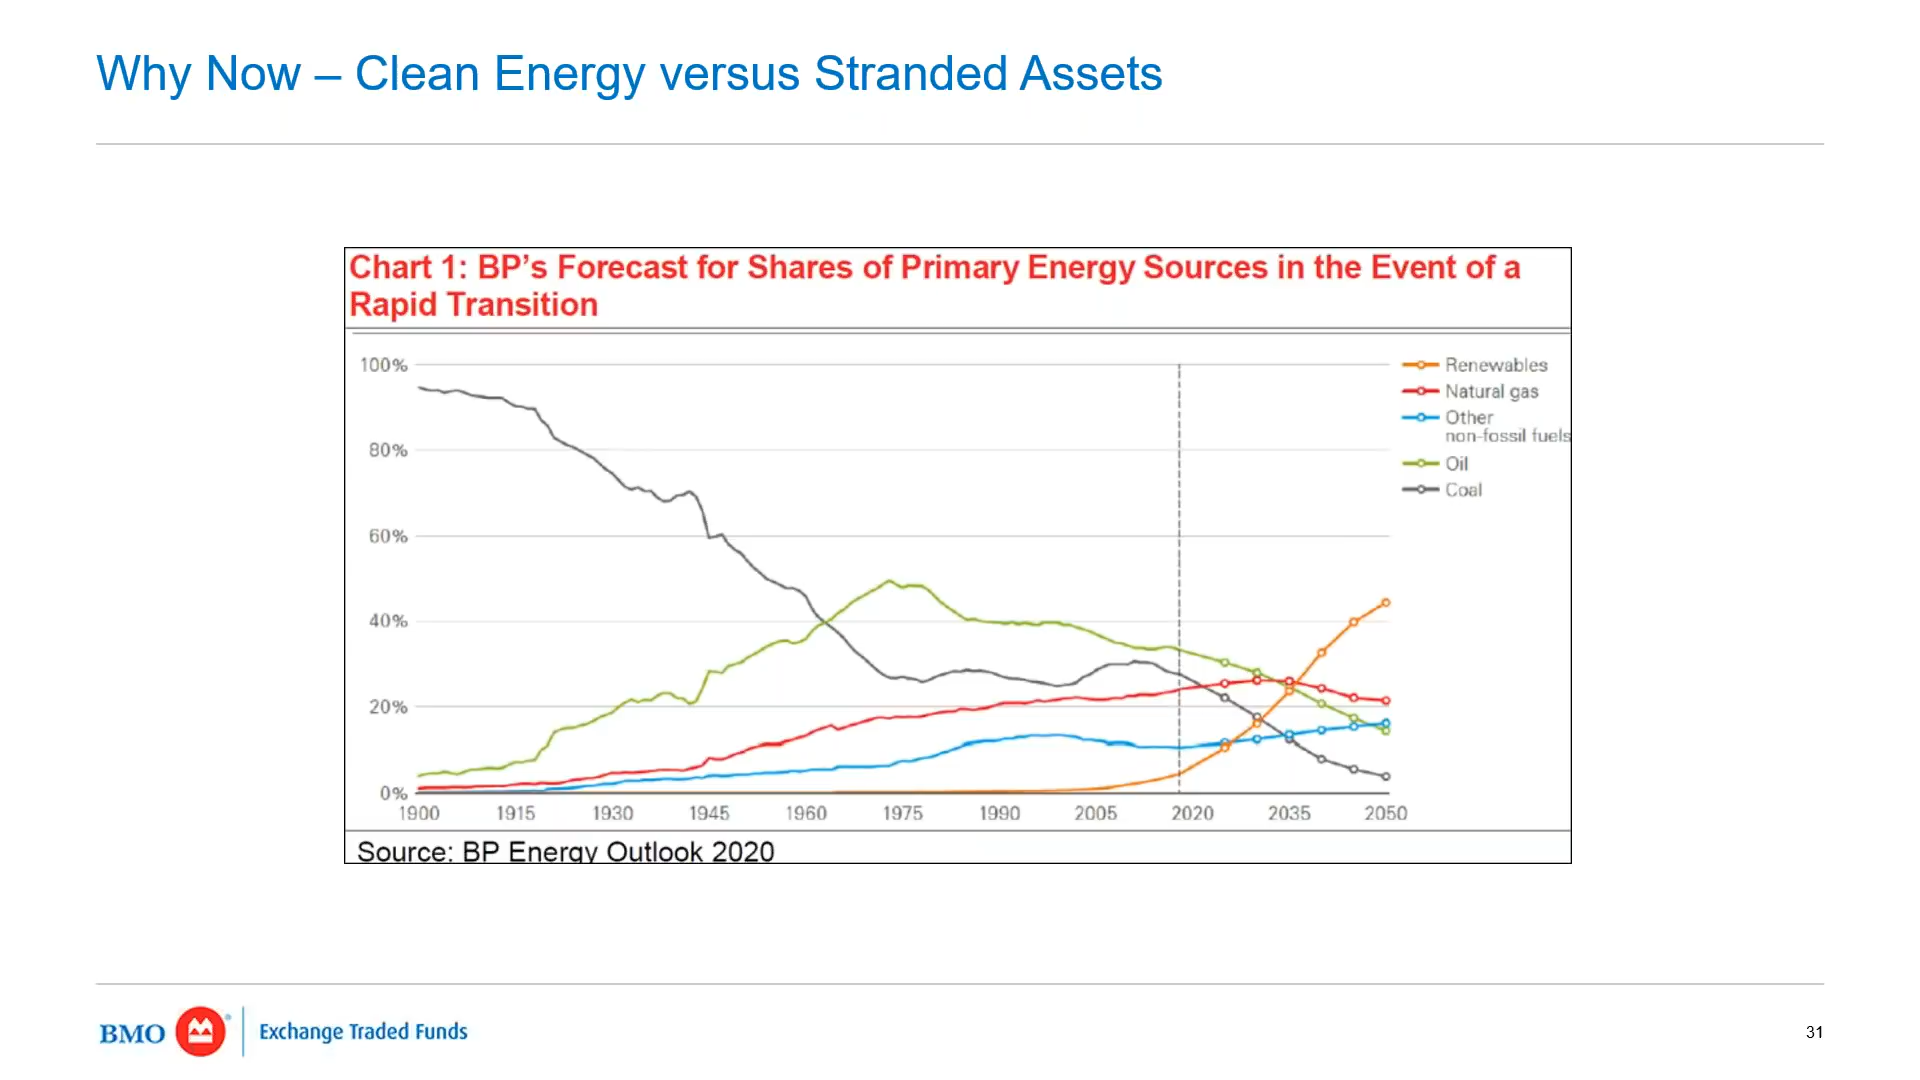 Why Now – Clean Energy versus Stranded Assets
Chart 1: BP's Forecast for Shares of Primary Energy Sources in the Event of a
Rapid Transition
100%
80%
60%
40%
20%
0%
1900 1915 1930 1945 1960 1975 1990 2005 2020 2035 2050
Renewables
Natural gas
Other
non-fossil fuels
Oil
Coal
Source: BP Energy Outlook 2020
BMO ® Exchange Traded Funds
31